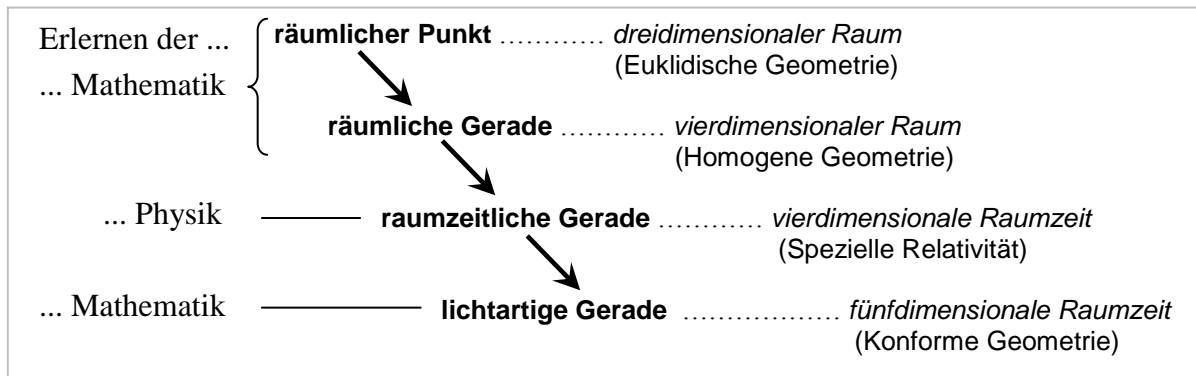 Erlernen der ... räumlicher Punkt ............ dreidimensionaler Raum
(Euklidische Geometrie)
... Mathematik
räumliche Gerade ............ vierdimensionaler Raum
(Homogene Geometrie)
... Physik raumzeitliche Gerade ............ vierdimensionale Raumzeit
(Spezielle Relativität)
... Mathematik lichtartige Gerade .................. fünfdimensionale Raumzeit
(Konforme Geometrie)